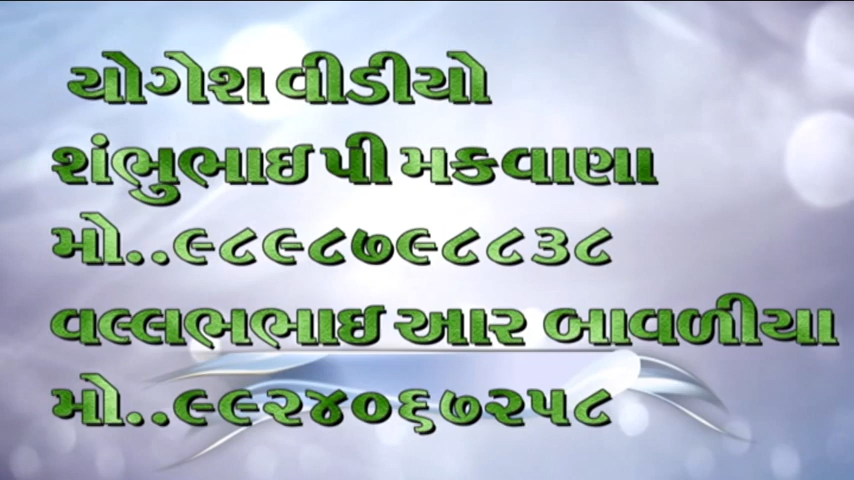 યોગેશ વીડીયો
શંભુભાઇ પી મકવાણા
મો..૯૮૯૮૭૯૮૮૩૮
વલ્લભભાઇ આર બાવળીયા
મો..૯૯૨૪૦૬૭૨૫૮